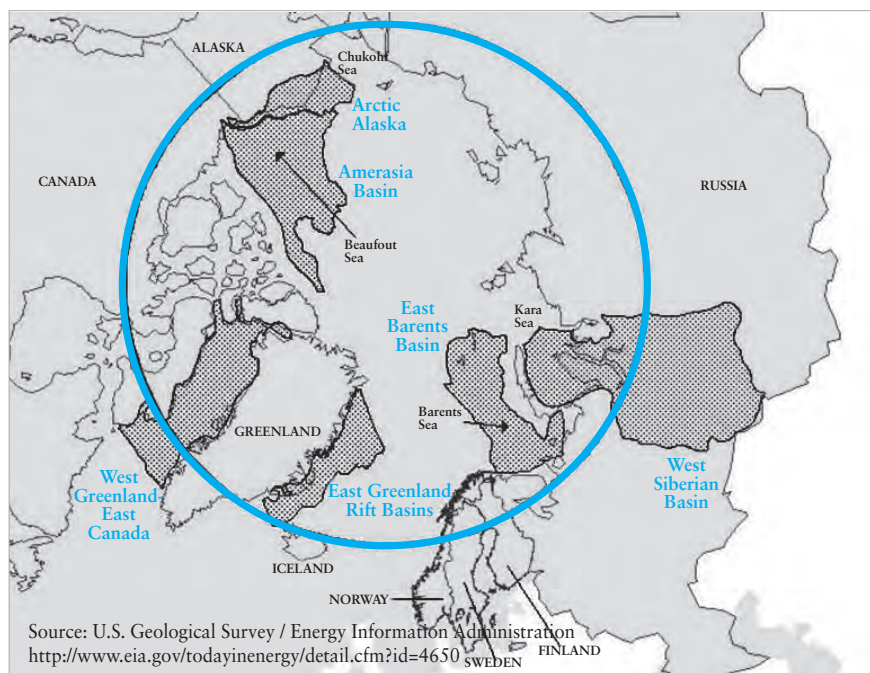 ALASKA
Chukohi
Sea
Arctic
Alaska
CANADA
Amerasia
Basin
RUSSIA
Beaufout
Sea
East
Barents
Basin
Kara
Sea
Barents
Sea
GREENLAND
West
Greenland-
East
Canada
East Greenland
Rift Basins
West
Siberian
Basin
ICELAND
NORWAY
Source: U.S. Geological Survey / Energy Information Administration
FINLAND
http://www.eia.gov/todayinenergy/detail.cfm?id=4650
SWEDEN